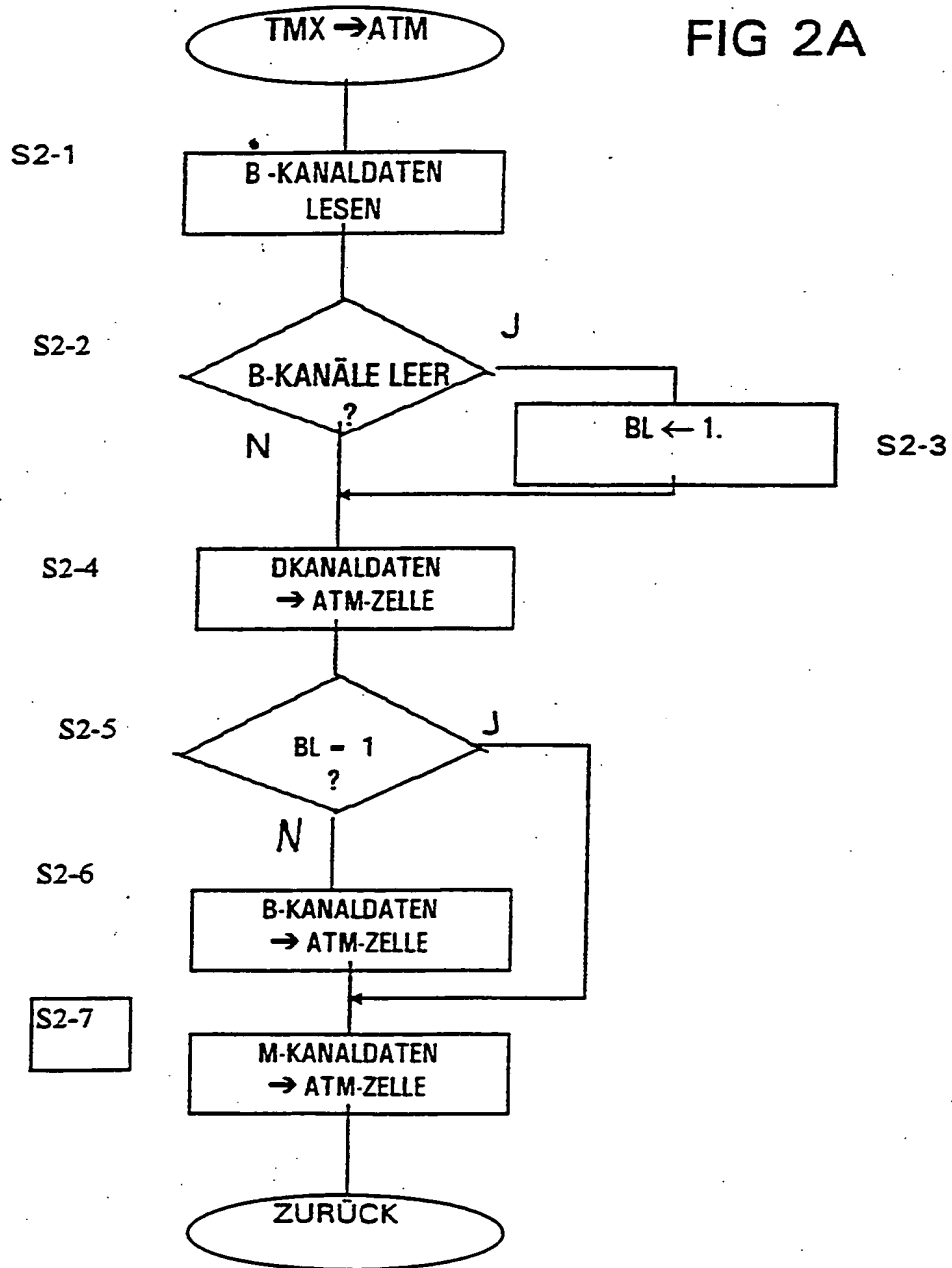 FIG 2A
TMX → ATM
S2-1
B-KANALDATEN
LESEN
S2-2
B-KANÄLE LEER
?
J
N
BL ← 1.
S2-3
S2-4
DKANALDATEN
→ ATM-ZELLE
S2-5
BL = 1
?
J
N
S2-6
B-KANALDATEN
→ ATM-ZELLE
S2-7
M-KANALDATEN
→ ATM-ZELLE
ZURÜCK